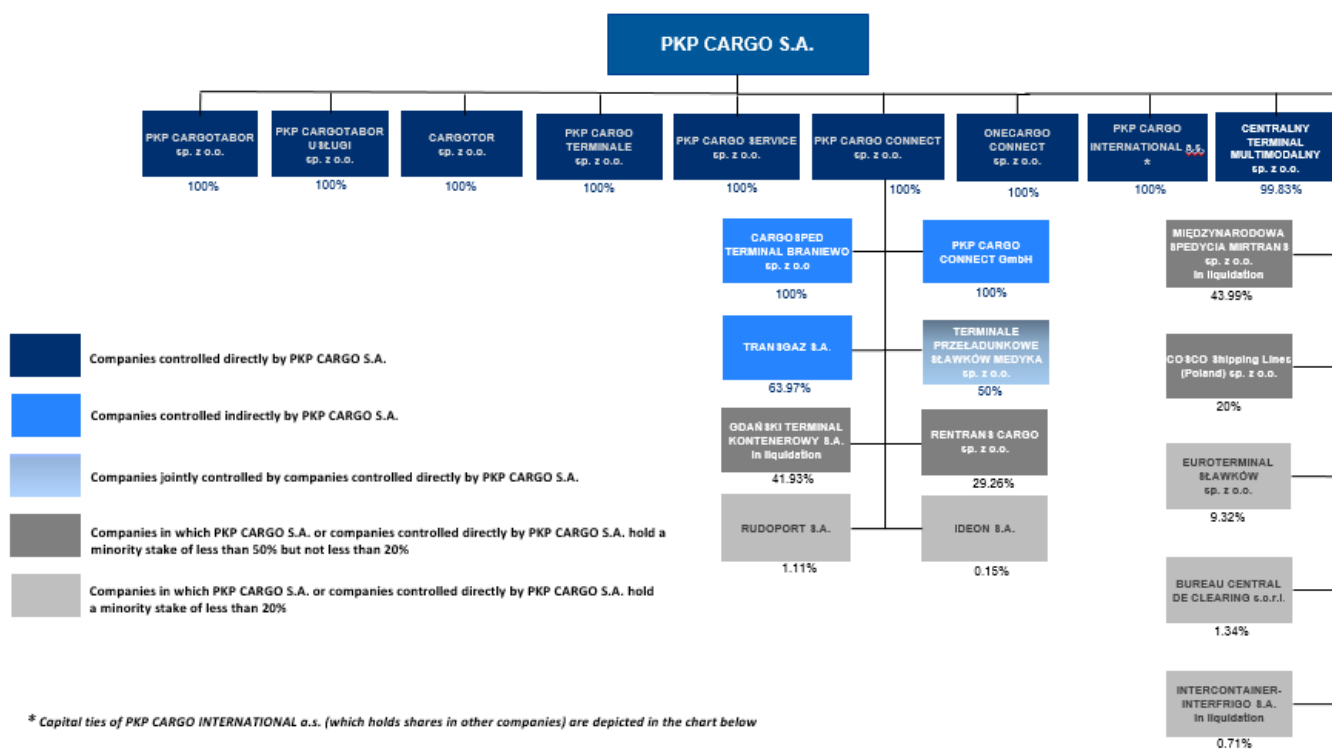 PKP CARGO S.A.
PKP CARGOTABOR
sp. z o.o.
100%
PKP CARGOTABOR
USŁUGI
sp. z o.o.
100%
CARGOTOR
sp. z o.o.
100%
PKP CARGO
TERMINALE
sp. z o.o.
100%
PKP CARGO SERVICE
sp. z o.o.
100%
PKP CARGO CONNECT
sp. z o.o.
100%
ONECARGO
CONNECT
sp. z o.o.
100%
PKP CARGO
INTERNATIONAL a.s.
*
100%
CENTRALNY
TERMINAL
MULTIMODALNY
sp. z o.o.
99.83%
CARGOSPED
TERMINAL BRANIEWO
sp. z o.o
100%
PKP CARGO
CONNECT GmbH
100%
MIĘDZYNARODOWA
SPEDYCJA MIRTRANS
sp. z o.o.
in liquidation
43.99%
TRANSGAZ S.A.
63.97%
TERMINALE
PRZEŁADUNKOWE
SŁAWKÓW MEDYKA
sp. z o.o.
50%
COSCO Shipping Lines
(Poland) sp. z o.o.
20%
GDAŃSKI TERMINAL
KONTENEROWY S.A.
in liquidation
41.93%
RENTRANS CARGO
sp. z o.o.
29.26%
EUROTERMINAL
SŁAWKÓW
sp. z o.o.
9.32%
RUDOPORT S.A.
1.11%
IDEON S.A.
0.15%
BUREAU CENTRAL
DE CLEARING s.o.r.l.
1.34%
INTERCONTAINER-
INTERFRIGO S.A.
in liquidation
0.71%
Companies controlled directly by PKP CARGO S.A.
Companies controlled indirectly by PKP CARGO S.A.
Companies jointly controlled by companies controlled directly by PKP CARGO S.A.
Companies in which PKP CARGO S.A. or companies controlled directly by PKP CARGO S.A. hold a
minority stake of less than 50% but not less than 20%
Companies in which PKP CARGO S.A. or companies controlled directly by PKP CARGO S.A. hold
a minority stake of less than 20%
* Capital ties of PKP CARGO INTERNATIONAL a.s. (which holds shares in other companies) are depicted in the chart below